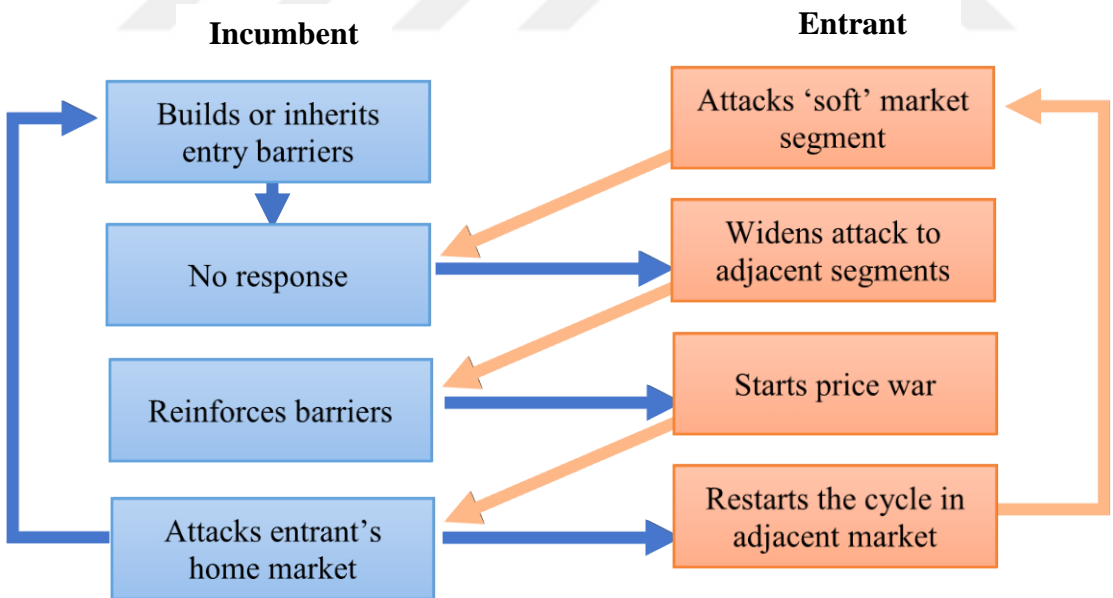 Incumbent
Entrant
Builds or inherits
entry barriers
Attacks ‘soft’ market
segment
No response
Widens attack to
adjacent segments
Reinforces barriers
Starts price war
Attacks entrant’s
home market
Restarts the cycle in
adjacent market